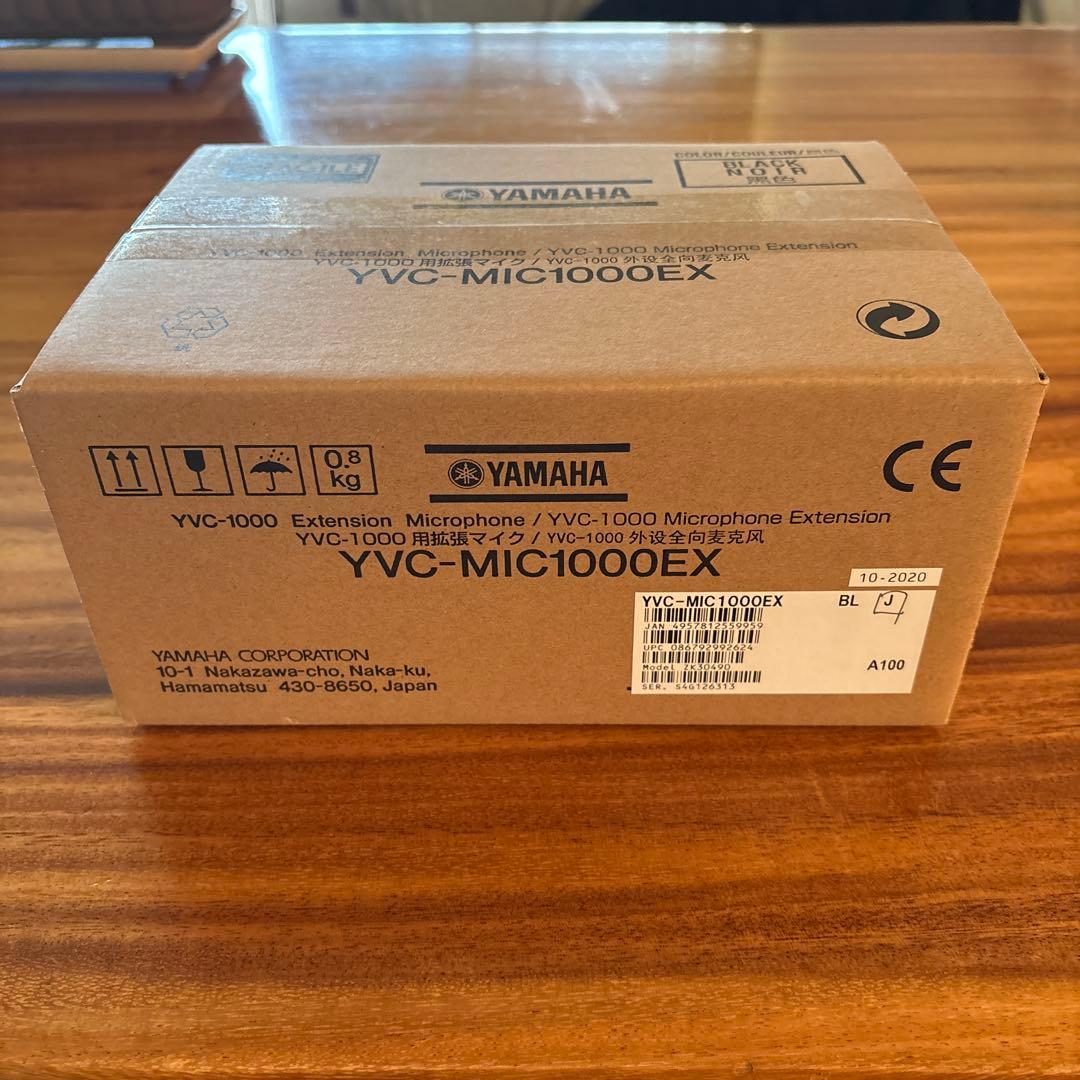 COLOR/COULEUR/颜色
BLACK
NOIR
黑色
YAMAHA
YVC-1000 Extension Microphone / YVC-1000 Microphone Extension
YVC-1000 用拡張マイク / YVC-1000 外设全向麦克风
YVC-MIC1000EX
0.8
kg
YAMAHA
CE
YVC-1000 Extension Microphone / YVC-1000 Microphone Extension
YVC-1000 用拡張マイク / YVC-1000 外设全向麦克风
YVC-MIC1000EX
10-2020
YVC-MIC1000EX BL J
JAN 4957812559959
UPC 086792992624
Model ZK30490 A100
SER. S4G126313
YAMAHA CORPORATION
10-1 Nakazawa-cho, Naka-ku,
Hamamatsu 430-8650, Japan